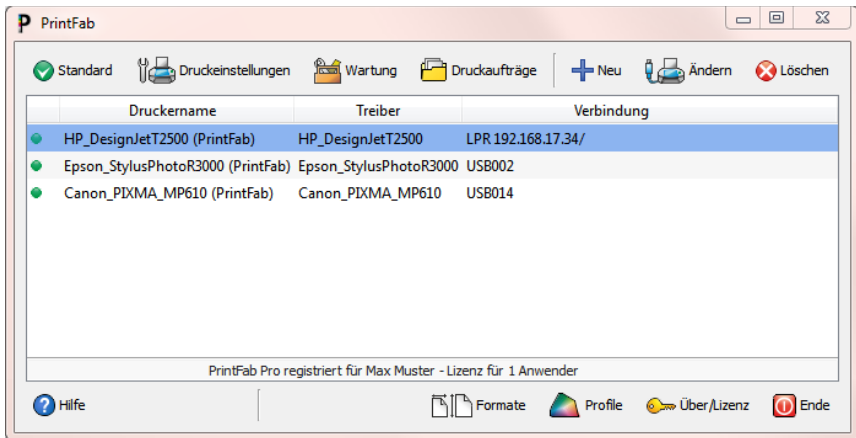 PrintFab
Standard Druckeinstellungen Wartung Druckaufträge Neu Ändern Löschen
Druckername Treiber Verbindung
HP_DesignJetT2500 (PrintFab) HP_DesignJetT2500 LPR 192.168.17.34/
Epson_StylusPhotoR3000 (PrintFab) Epson_StylusPhotoR3000 USB002
Canon_PIXMA_MP610 (PrintFab) Canon_PIXMA_MP610 USB014
PrintFab Pro registriert für Max Muster - Lizenz für 1 Anwender
Hilfe Formate Profile Über/Lizenz Ende